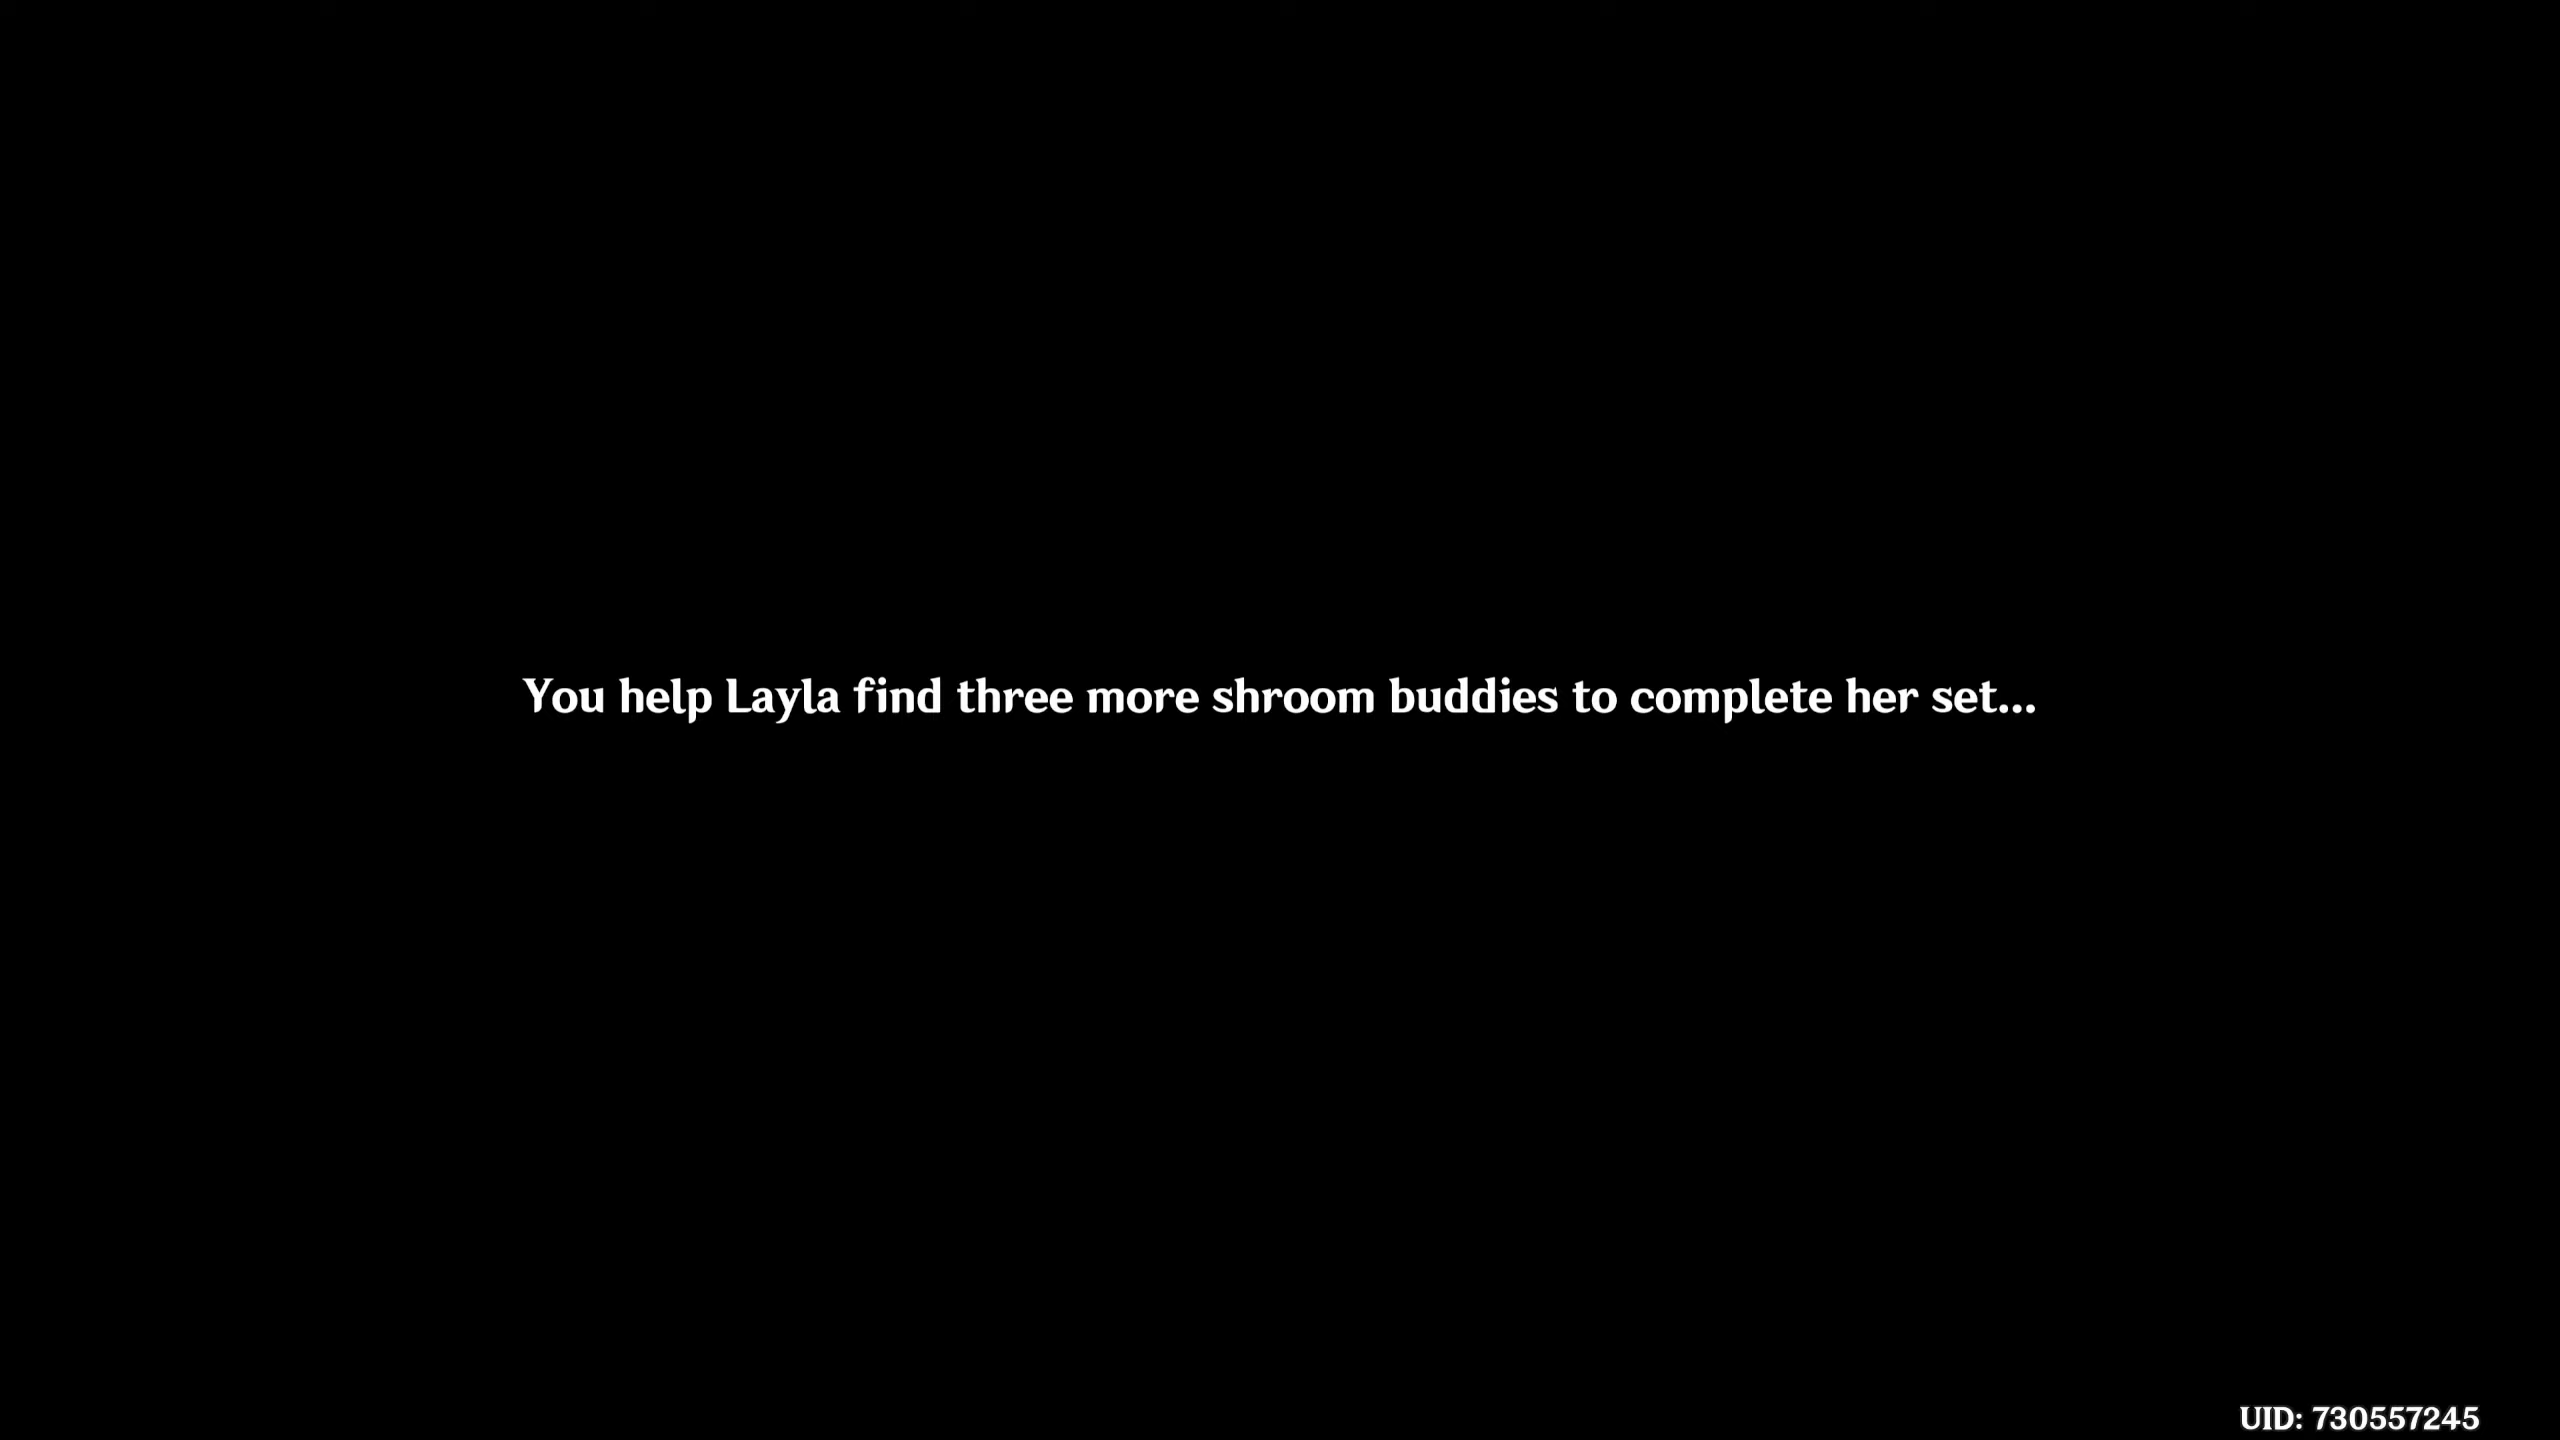 You help Layla find three more shroom buddies to complete her set...
UID: 730557245